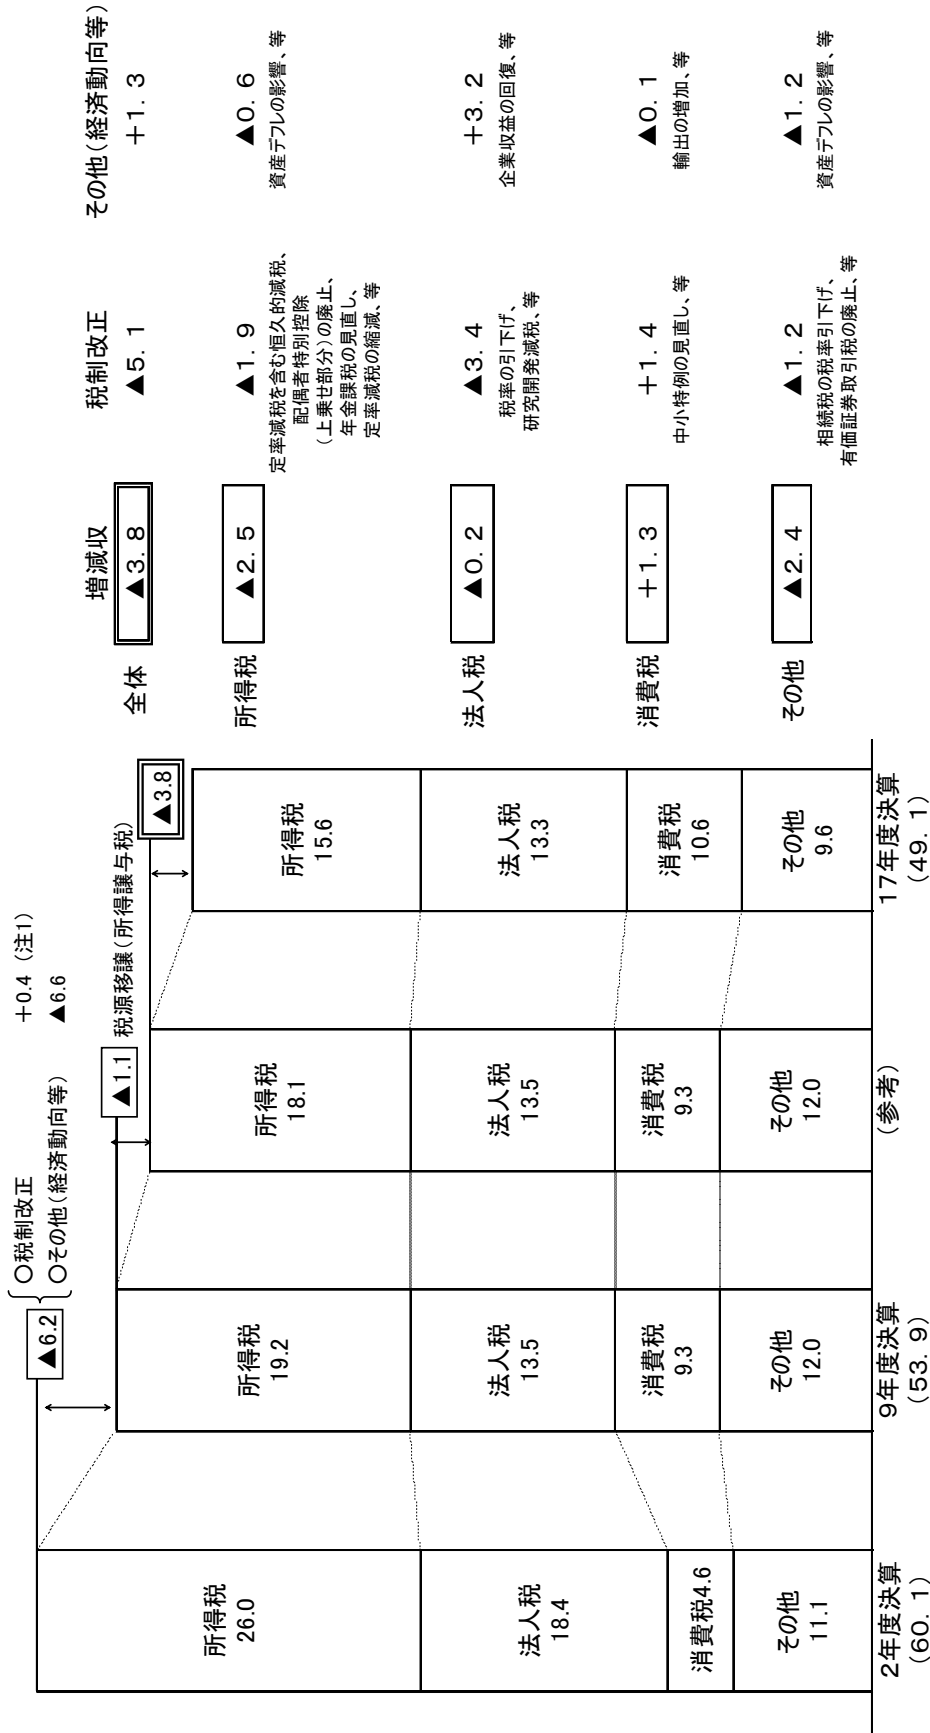 ▲6.2
○税制改正 +0.4 (注1)
○その他(経済動向等) ▲6.6
▲1.1 税源移譲(所得譲与税)
▲3.8
所得税
26.0
法人税
18.4
消費税4.6
その他
11.1
2年度決算
(60.1)
所得税
19.2
法人税
13.5
消費税
9.3
その他
12.0
9年度決算
(53.9)
所得税
18.1
法人税
13.5
消費税
9.3
その他
12.0
(参考)
所得税
15.6
法人税
13.3
消費税
10.6
その他
9.6
17年度決算
(49.1)
増減収 税制改正 その他(経済動向等)
全体 ▲3.8 ▲5.1 +1.3
所得税 ▲2.5 ▲1.9 ▲0.6
定率減税を含む恒久的減税、
配偶者特別控除
(上乗せ部分)の廃止、
年金課税の見直し、
定率減税の縮減、等
資産デフレの影響、等
法人税 ▲0.2 ▲3.4 +3.2
税率の引下げ、
研究開発減税、等
企業収益の回復、等
消費税 +1.3 +1.4 ▲0.1
中小特例の見直し、等
輸出の増加、等
その他 ▲2.4 ▲1.2 ▲1.2
相続税の税率引下げ、
有価証券取引税の廃止、等
資産デフレの影響、等